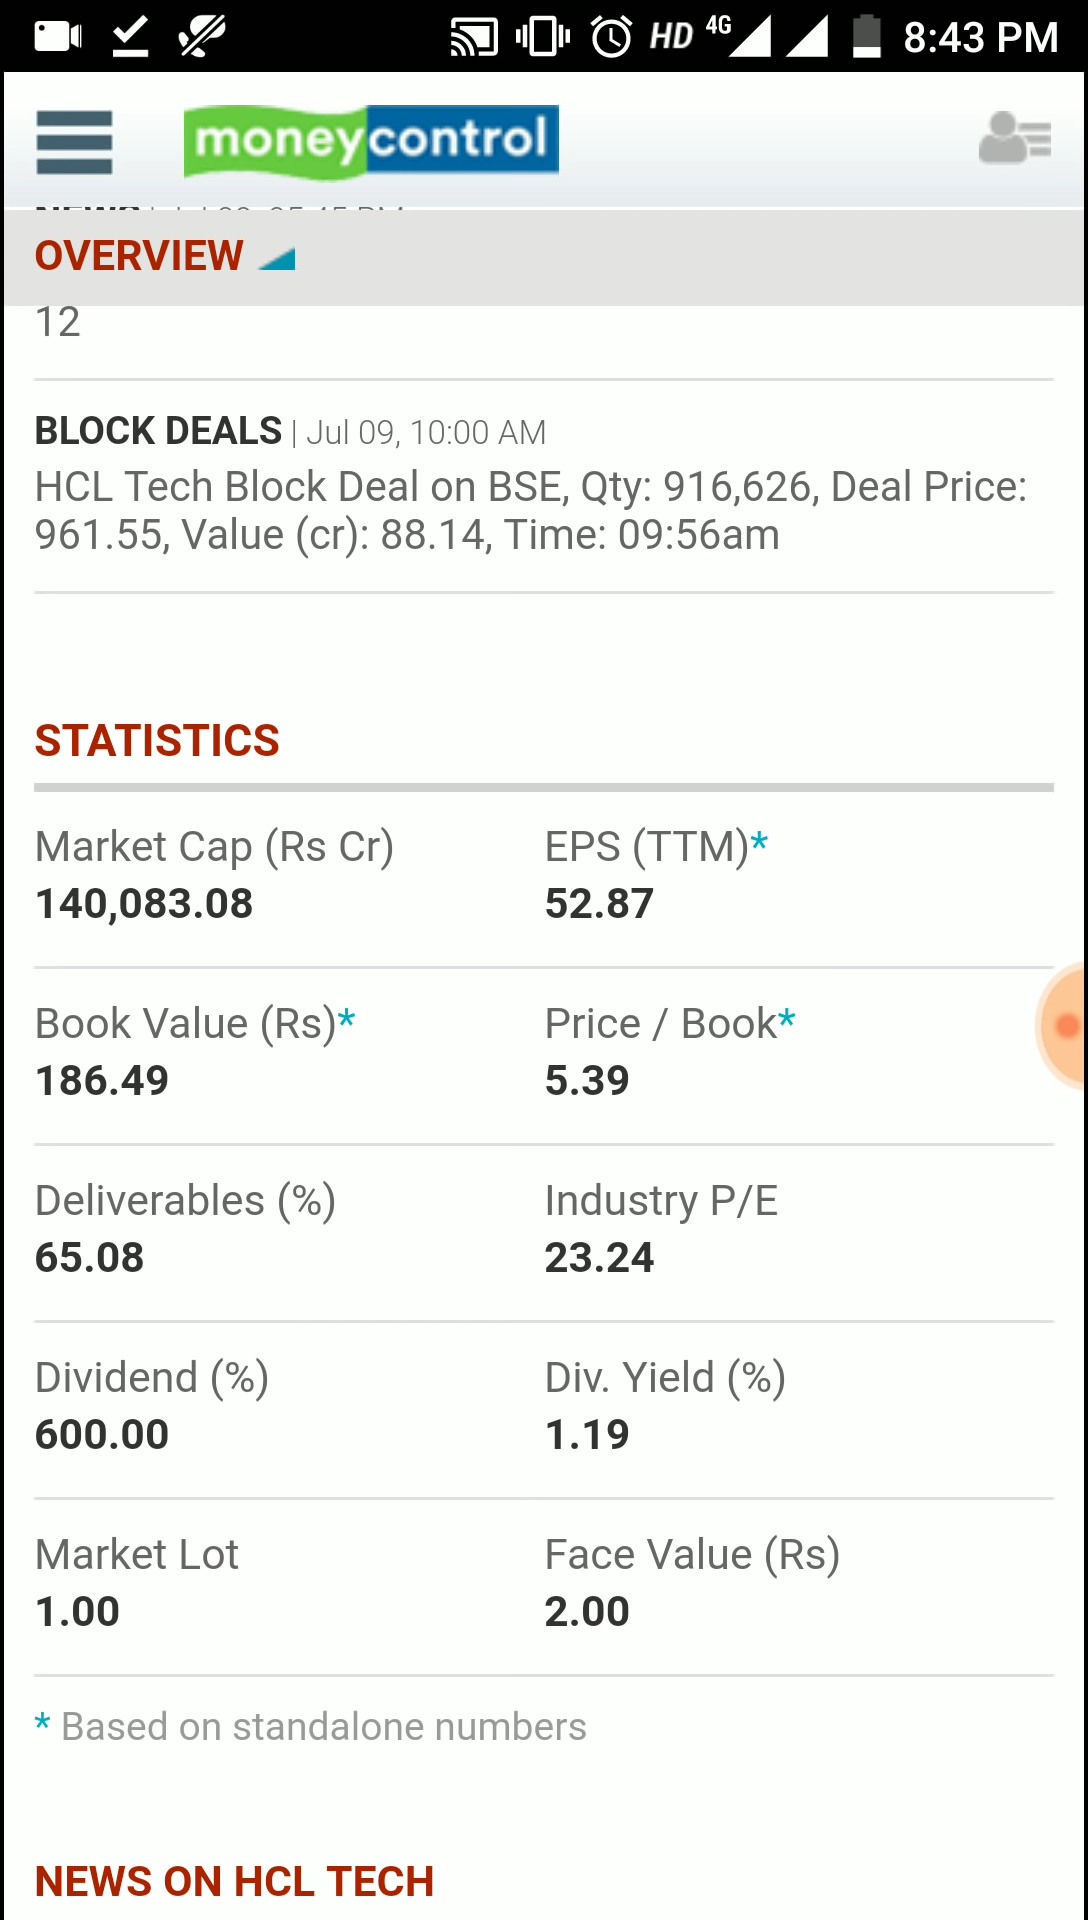 HD 4G 8:43 PM
moneycontrol
OVERVIEW
12
BLOCK DEALS | Jul 09, 10:00 AM
HCL Tech Block Deal on BSE, Qty: 916,626, Deal Price:
961.55, Value (cr): 88.14, Time: 09:56am
STATISTICS
Market Cap (Rs Cr) EPS (TTM)*
140,083.08 52.87
Book Value (Rs)* Price / Book*
186.49 5.39
Deliverables (%) Industry P/E
65.08 23.24
Dividend (%) Div. Yield (%)
600.00 1.19
Market Lot Face Value (Rs)
1.00 2.00
* Based on standalone numbers
NEWS ON HCL TECH